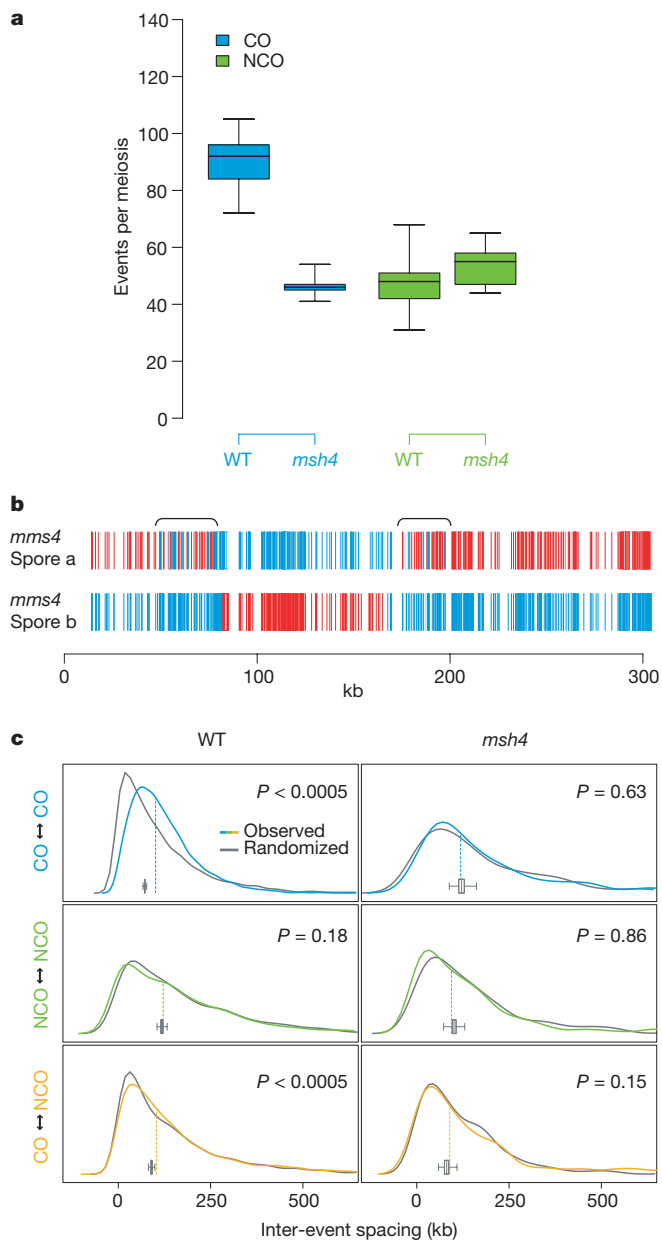 a
CO
NCO
Events per meiosis
140
120
100
80
60
40
20
0
WT
msh4
WT
msh4
b
mms4
Spore a
mms4
Spore b
0
100
200
300
kb
c
WT
msh4
CO ↔ CO
P < 0.0005
Observed
Randomized
P = 0.63
NCO ↔ NCO
P = 0.18
P = 0.86
CO ↔ NCO
P < 0.0005
P = 0.15
0
250
500
0
250
500
Inter-event spacing (kb)